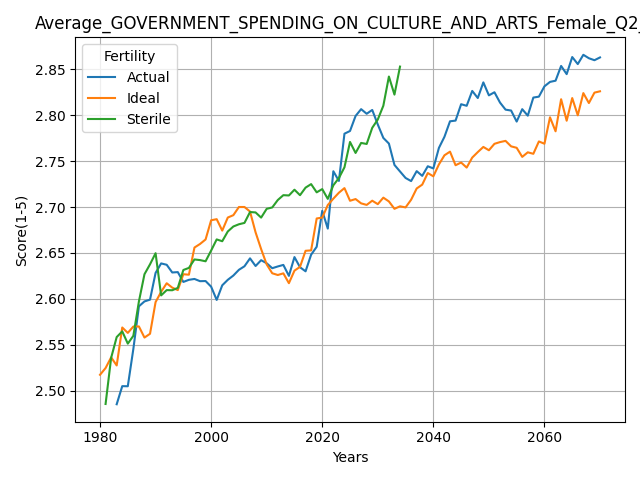 Average_GOVERNMENT_SPENDING_ON_CULTURE_AND_ARTS_Female_Q2_
Fertility
Actual
Ideal
Sterile
Score(1-5)
2.85
2.80
2.75
2.70
2.65
2.60
2.55
2.50
1980 2000 2020 2040 2060
Years